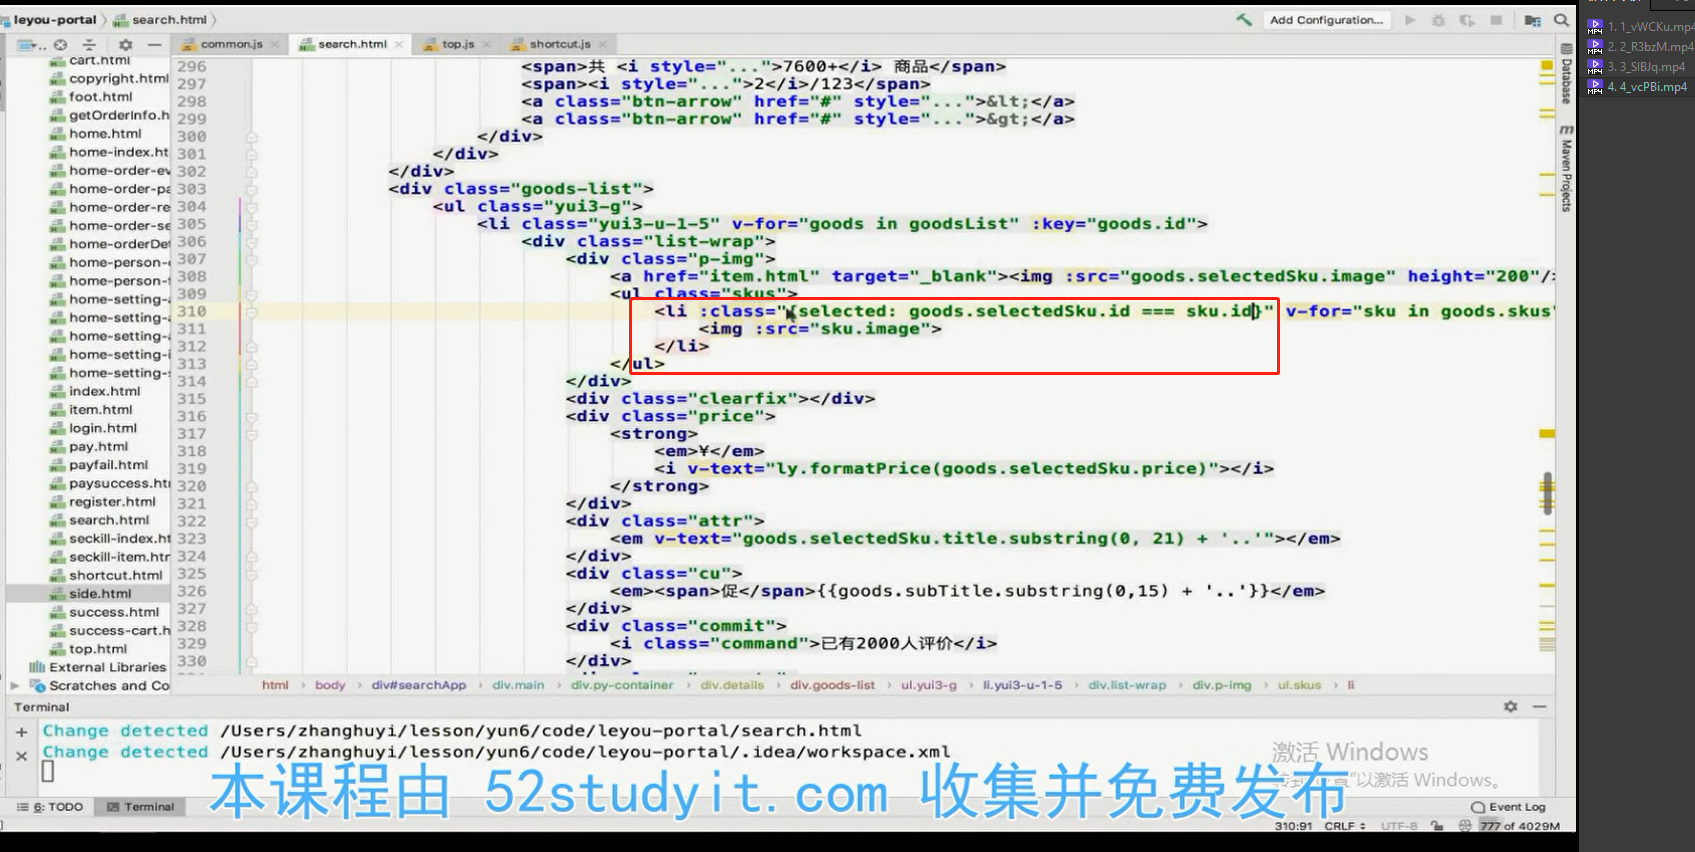 leyou-portal search.html
Add Configuration...
common.js search.html top.js shortcut.js
cart.html
copyright.html
foot.html
getOrderInfo.h
home.html
home-index.ht
home-order-ev
home-order-pa
home-order-re
home-order-se
home-orderDet
home-person-
home-person-
home-setting-
home-setting-
home-setting-
home-setting-
index.html
item.html
login.html
pay.html
payfail.html
paysuccess.htm
register.html
search.html
seckill-index.ht
seckill-item.htr
shortcut.html
side.html
success.html
success-cart.h
top.html
External Libraries
Scratches and Co
296 <span>共 <i style="...">7600+</i> 商品</span>
297 <span><i style="...">2</i>/123</span>
298 <a class="btn-arrow" href="#" style="...">&lt;</a>
299 <a class="btn-arrow" href="#" style="...">&gt;</a>
300 </div>
301 </div>
302 </div>
303 <div class="goods-list">
304 <ul class="yui3-g">
305 <li class="yui3-u-1-5" v-for="goods in goodsList" :key="goods.id">
306 <div class="list-wrap">
307 <div class="p-img">
308 <a href="item.html" target="_blank"><img :src="goods.selectedSku.image" height="200"/>
309 <ul class="skus">
310 <li :class="{selected: goods.selectedSku.id === sku.id}" v-for="sku in goods.skus"
311 <img :src="sku.image">
312 </li>
313 </ul>
314 </div>
315 <div class="clearfix"></div>
316 <div class="price">
317 <strong>
318 <em>¥</em>
319 <i v-text="ly.formatPrice(goods.selectedSku.price)"></i>
320 </strong>
321 </div>
322 <div class="attr">
323 <em v-text="goods.selectedSku.title.substring(0, 21) + '..'"></em>
324 </div>
325 <div class="cu">
326 <em><span>促</span>{{goods.subTitle.substring(0,15) + '..'}}</em>
327 </div>
328 <div class="commit">
329 <i class="command">已有2000人评价</i>
330 </div>
html body div#searchApp div.main div.py-container div.details div.goods-list ul.yui3-g li.yui3-u-1-5 div.list-wrap div.p-img ul.skus li
Database
m Maven Projects
Terminal
Change detected /Users/zhanghuyi/lesson/yun6/code/leyou-portal/search.html
Change detected /Users/zhanghuyi/lesson/yun6/code/leyou-portal/.idea/workspace.xml
激活 Windows
以激活 Windows。
本课程由 52studyit.com 收集并免费发布
6: TODO Terminal
Event Log
310:91 CRLF UTF-8 777 of 4029M
1. 1_vWCKu.mp4
2. 2_R3bzM.mp4
3. 3_SlBJq.mp4
4. 4_vcPBi.mp4